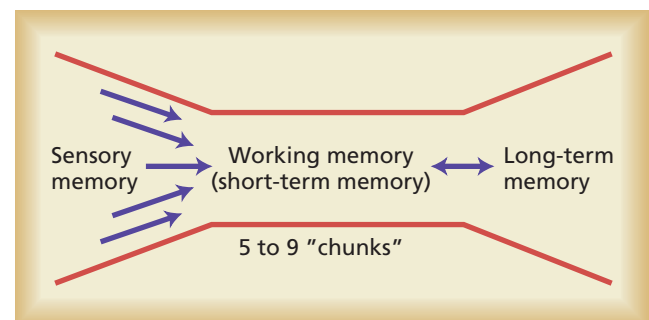 Sensory
memory
Working memory
(short-term memory)
Long-term
memory
5 to 9 "chunks"